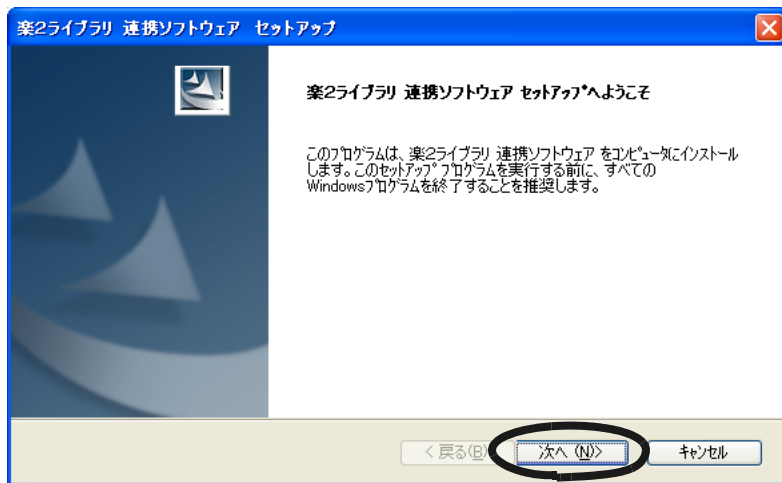 楽2ライブラリ 連携ソフトウェア セットアップ
楽2ライブラリ 連携ソフトウェア セットアップへようこそ
このプログラムは、楽2ライブラリ 連携ソフトウェア をコンピュータにインストール
します。このセットアップ プログラムを実行する前に、すべての
Windowsプログラムを終了することを推奨します。
< 戻る(B)
次へ (N)>
キャンセル